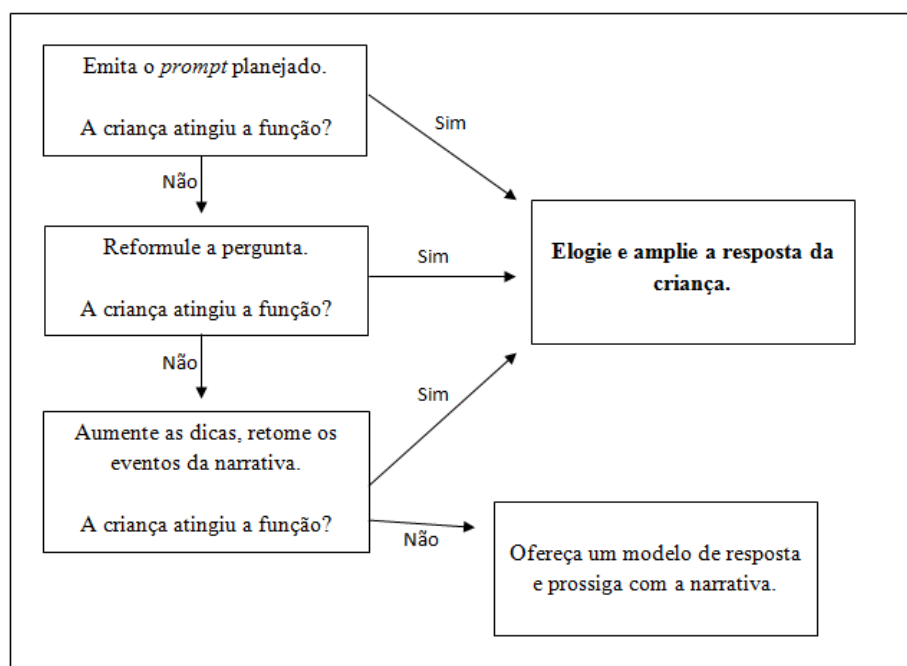 Emita o prompt planejado.
A criança atingiu a função?
Sim
Não
Reformule a pergunta.
A criança atingiu a função?
Sim
Elogie e amplie a resposta da
criança.
Não
Aumente as dicas, retome os
eventos da narrativa.
A criança atingiu a função?
Sim
Não
Ofereça um modelo de resposta
e prossiga com a narrativa.